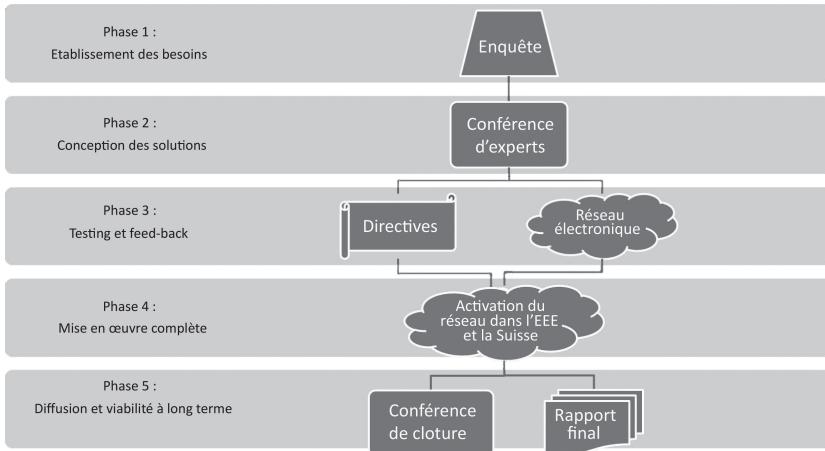 Phase 1 :
Etablissement des besoins
Enquête
Phase 2 :
Conception des solutions
Conférence
d'experts
Phase 3 :
Testing et feed-back
Directives
Réseau
électronique
Phase 4 :
Mise en œuvre complète
Activation du
réseau dans l'EEE
et la Suisse
Phase 5 :
Diffusion et viabilité à long terme
Conférence
de cloture
Rapport
final